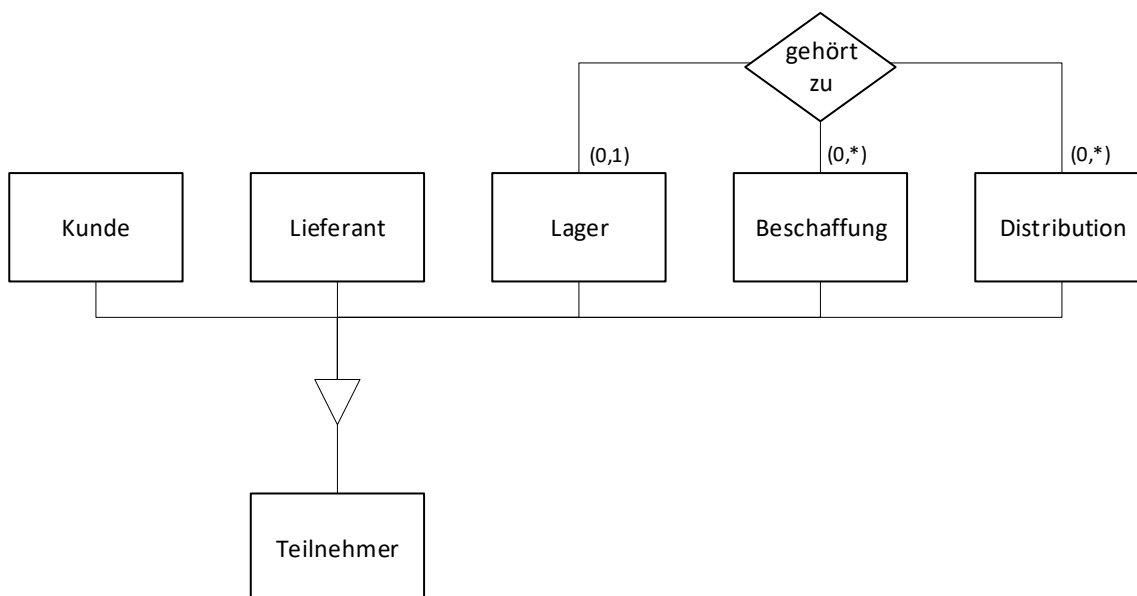 gehört
zu
(0,1)
(0,*)
(0,*)
Kunde
Lieferant
Lager
Beschaffung
Distribution
Teilnehmer